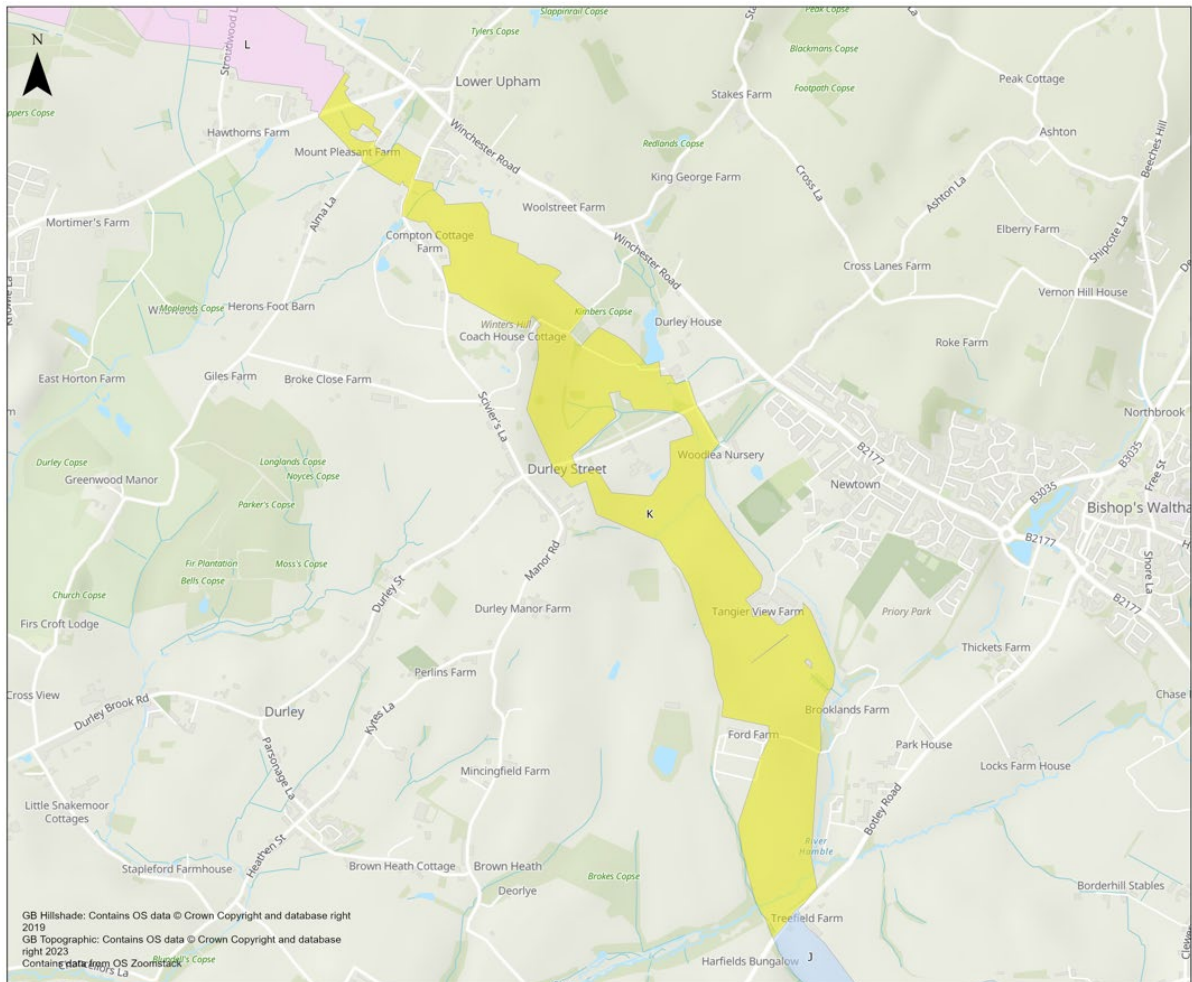 Slappinrail Copse
Peak Copse
L
Stroudwood L
N
Tylers Copse
Blackmans Copse
Lower Upham
Stakes Farm
Footpath Copse
Peak Cottage
Beeches Hill
ppers Copse
Hawthorns Farm
Ashton
Winchester Road
Redlands Copse
Mount Pleasant Farm
King George Farm
Cross La
Ashton La
Woolstreet Farm
Mortimer's Farm
Alma La
Elberry Farm
Compton Cottage
Farm
Winchester Road
Shipcote La
Cross Lanes Farm
Vernon Hill House
Moplands Copse
Herons Foot Barn
Kimbers Copse
Winters Hill
Coach House Cottage
Durley House
Roke Farm
East Horton Farm
Giles Farm
Broke Close Farm
Scivier's La
Northbrook
Durley Copse
Longlands Copse
Noyces Copse
Durley Street
Woodlea Nursery
B2177
B3035
Free St
Greenwood Manor
Newtown
B3035
Parker's Copse
K
Bishop's Waltha
B2177
Manor Rd
Fir Plantation
Moss's Copse
Shore La
Bells Copse
Durley St
Church Copse
Durley Manor Farm
Tangier View Farm
Priory Park
B2177
Firs Croft Lodge
Thickets Farm
Perlins Farm
Cross View
Chase
Durley Brook Rd
Durley
Kytes La
Brooklands Farm
Ford Farm
Park House
Parsonage La
Mincingfield Farm
Locks Farm House
Little Snakemoor
Cottages
Botley Road
River
Hamble
Heathen St
Stapleford Farmhouse
Brown Heath Cottage
Brown Heath
Brokes Copse
Borderhill Stables
Deorlye
GB Hillshade: Contains OS data © Crown Copyright and database right
2019
GB Topographic: Contains OS data © Crown Copyright and database
right 2023
Contains data from OS Zoomstack
Treefield Farm
Blundell's Copse
Harfields Bungalow
J